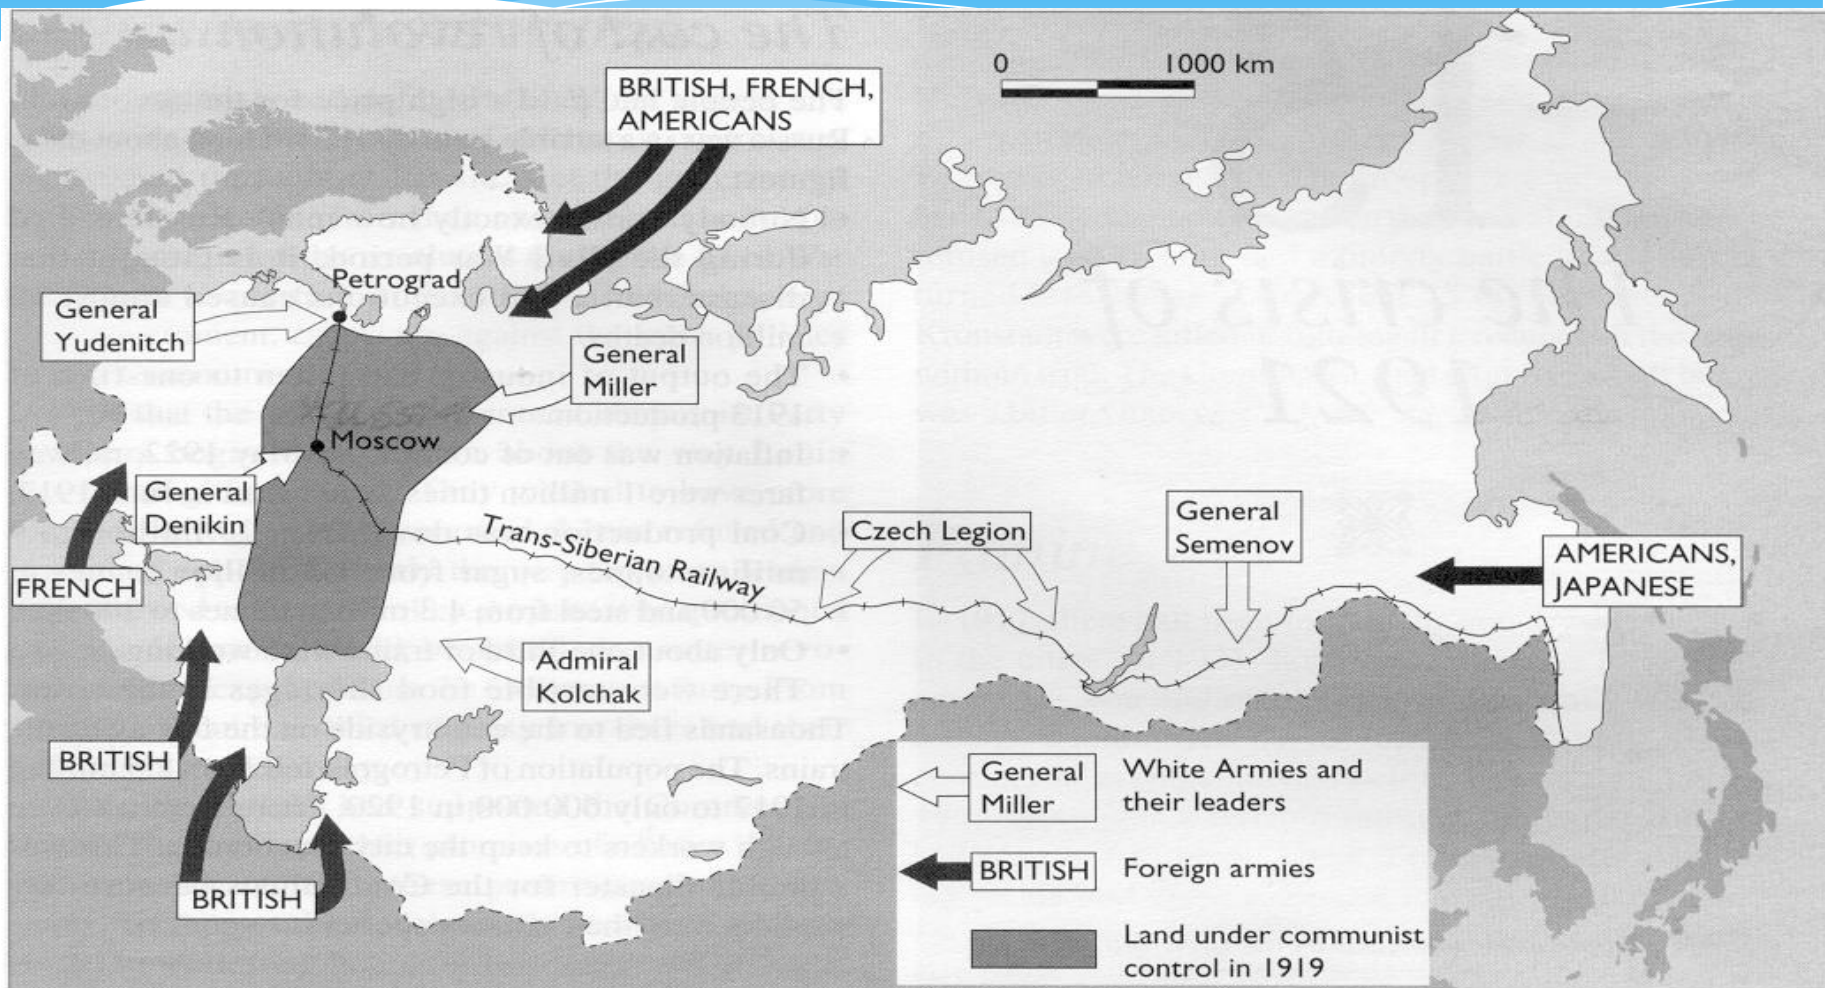 0 1000 km
BRITISH, FRENCH,
AMERICANS
Petrograd
General
Yudenitch
General
Miller
Moscow
General
Denikin
FRENCH
Trans-Siberian Railway
Czech Legion
General
Semenov
AMERICANS,
JAPANESE
Admiral
Kolchak
BRITISH
BRITISH
General
Miller
White Armies and
their leaders
BRITISH
Foreign armies
Land under communist
control in 1919